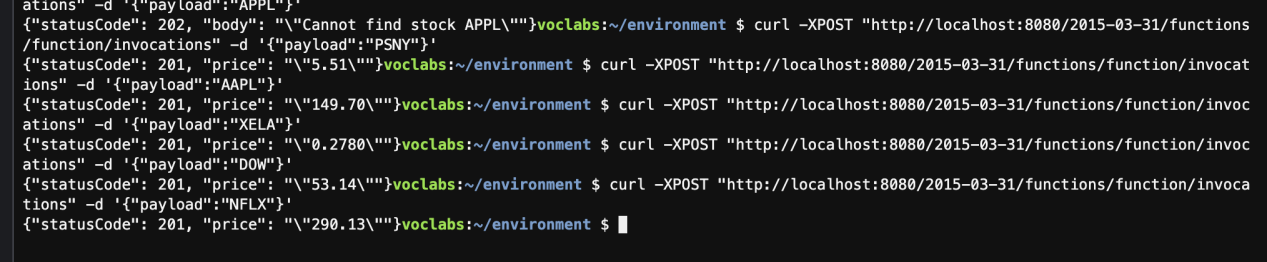 ations" -d '{"payload":"APPL"}'
{"statusCode": 202, "body": "\"Cannot find stock APPL\""}voclabs:~/environment $ curl -XPOST "http://localhost:8080/2015-03-31/functions
/function/invocations" -d '{"payload":"PSNY"}'
{"statusCode": 201, "price": "\"5.51\""}voclabs:~/environment $ curl -XPOST "http://localhost:8080/2015-03-31/functions/function/invocat
ions" -d '{"payload":"AAPL"}'
{"statusCode": 201, "price": "\"149.70\""}voclabs:~/environment $ curl -XPOST "http://localhost:8080/2015-03-31/functions/function/invoc
ations" -d '{"payload":"XELA"}'
{"statusCode": 201, "price": "\"0.2780\""}voclabs:~/environment $ curl -XPOST "http://localhost:8080/2015-03-31/functions/function/invoc
ations" -d '{"payload":"DOW"}'
{"statusCode": 201, "price": "\"53.14\""}voclabs:~/environment $ curl -XPOST "http://localhost:8080/2015-03-31/functions/function/invoca
tions" -d '{"payload":"NFLX"}'
{"statusCode": 201, "price": "\"290.13\""}voclabs:~/environment $